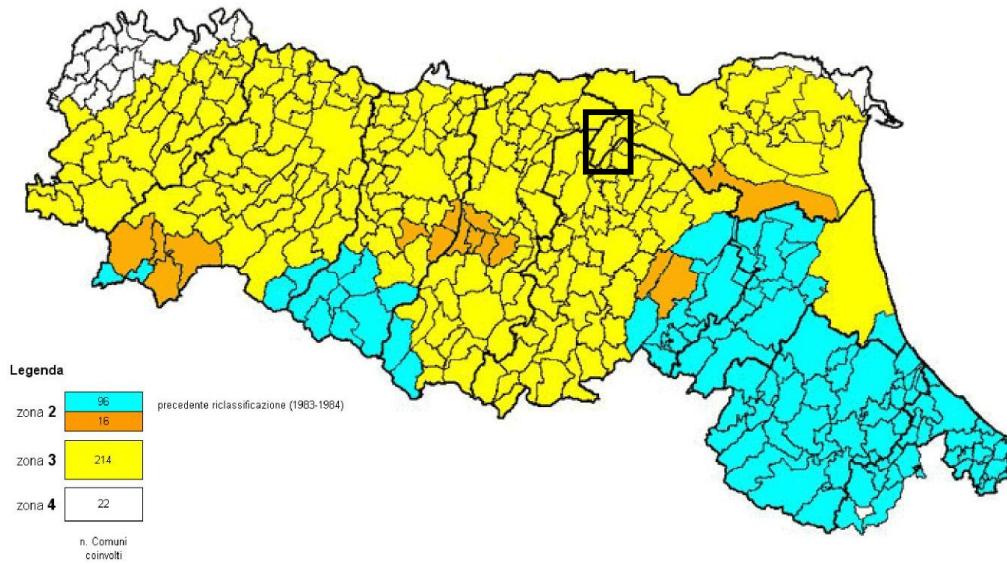 Legenda
zona 2
96
16
precedente riclassificazione (1983-1984)
zona 3
214
zona 4
22
n. Comuni
coinvolti